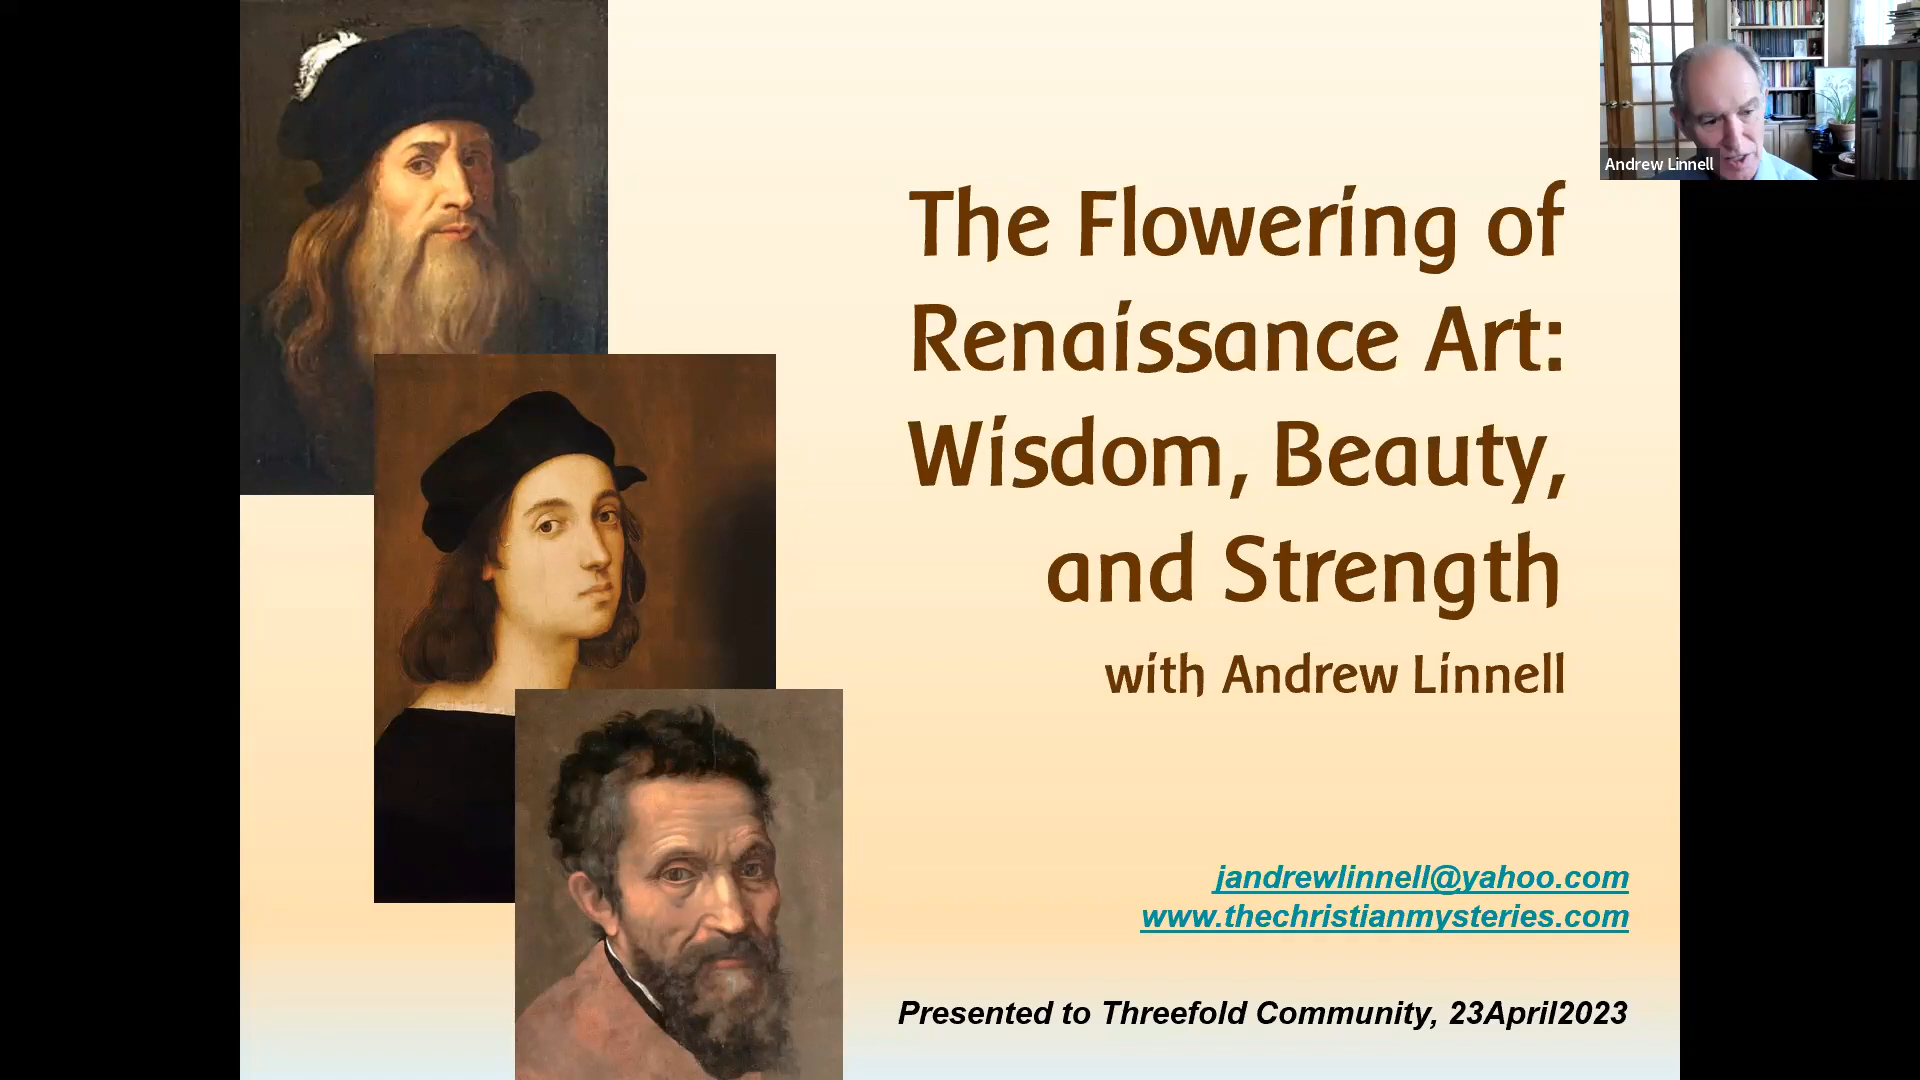 The Flowering of
Renaissance Art:
Wisdom, Beauty,
and Strength
with Andrew Linnell
jandrewlinnell@yahoo.com
www.thechristianmysteries.com
Presented to Threefold Community, 23April2023
Andrew Linnell